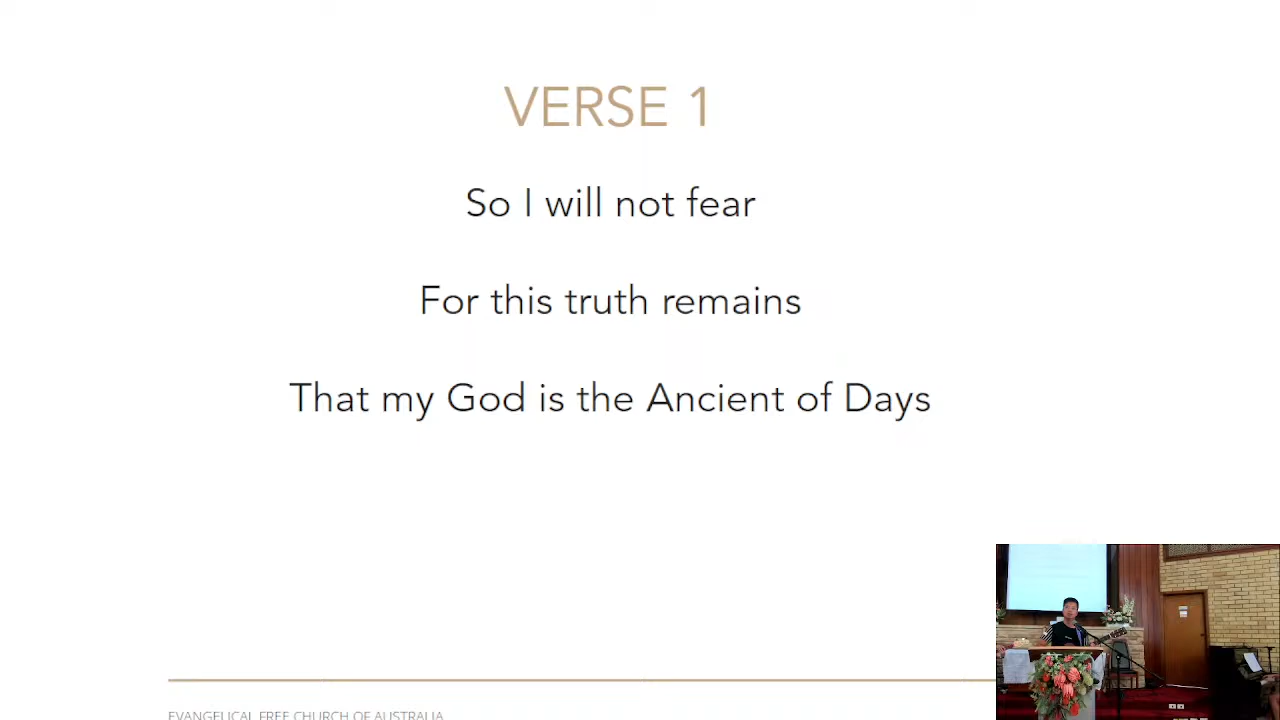 VERSE 1
So I will not fear
For this truth remains
That my God is the Ancient of Days
EVANGELICAL FREE CHURCH OF AUSTRALIA